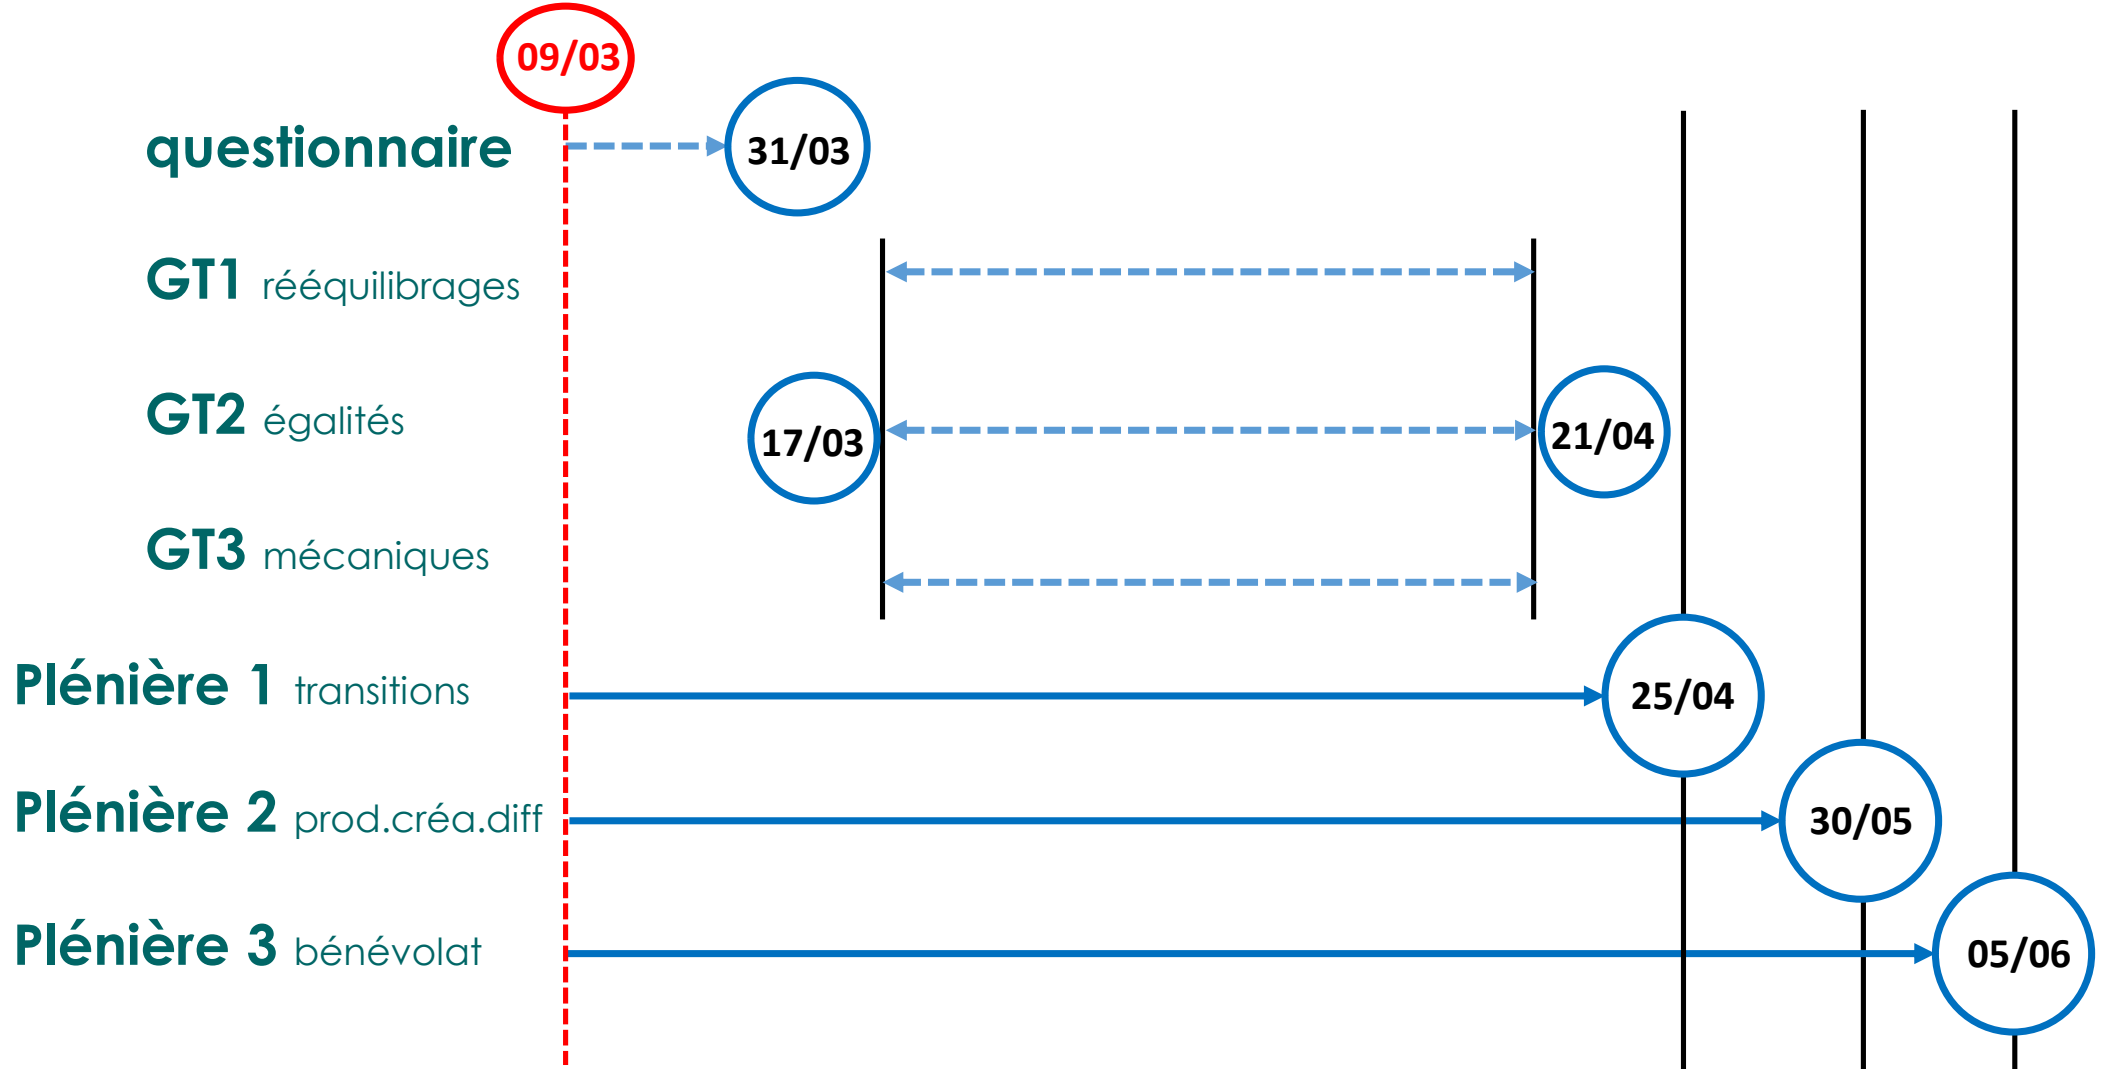 09/03
questionnaire
31/03
GT1 rééquilibrages
GT2 égalités
17/03
21/04
GT3 mécaniques
Plénière 1 transitions
25/04
Plénière 2 prod.créa.diff
30/05
Plénière 3 bénévolat
05/06